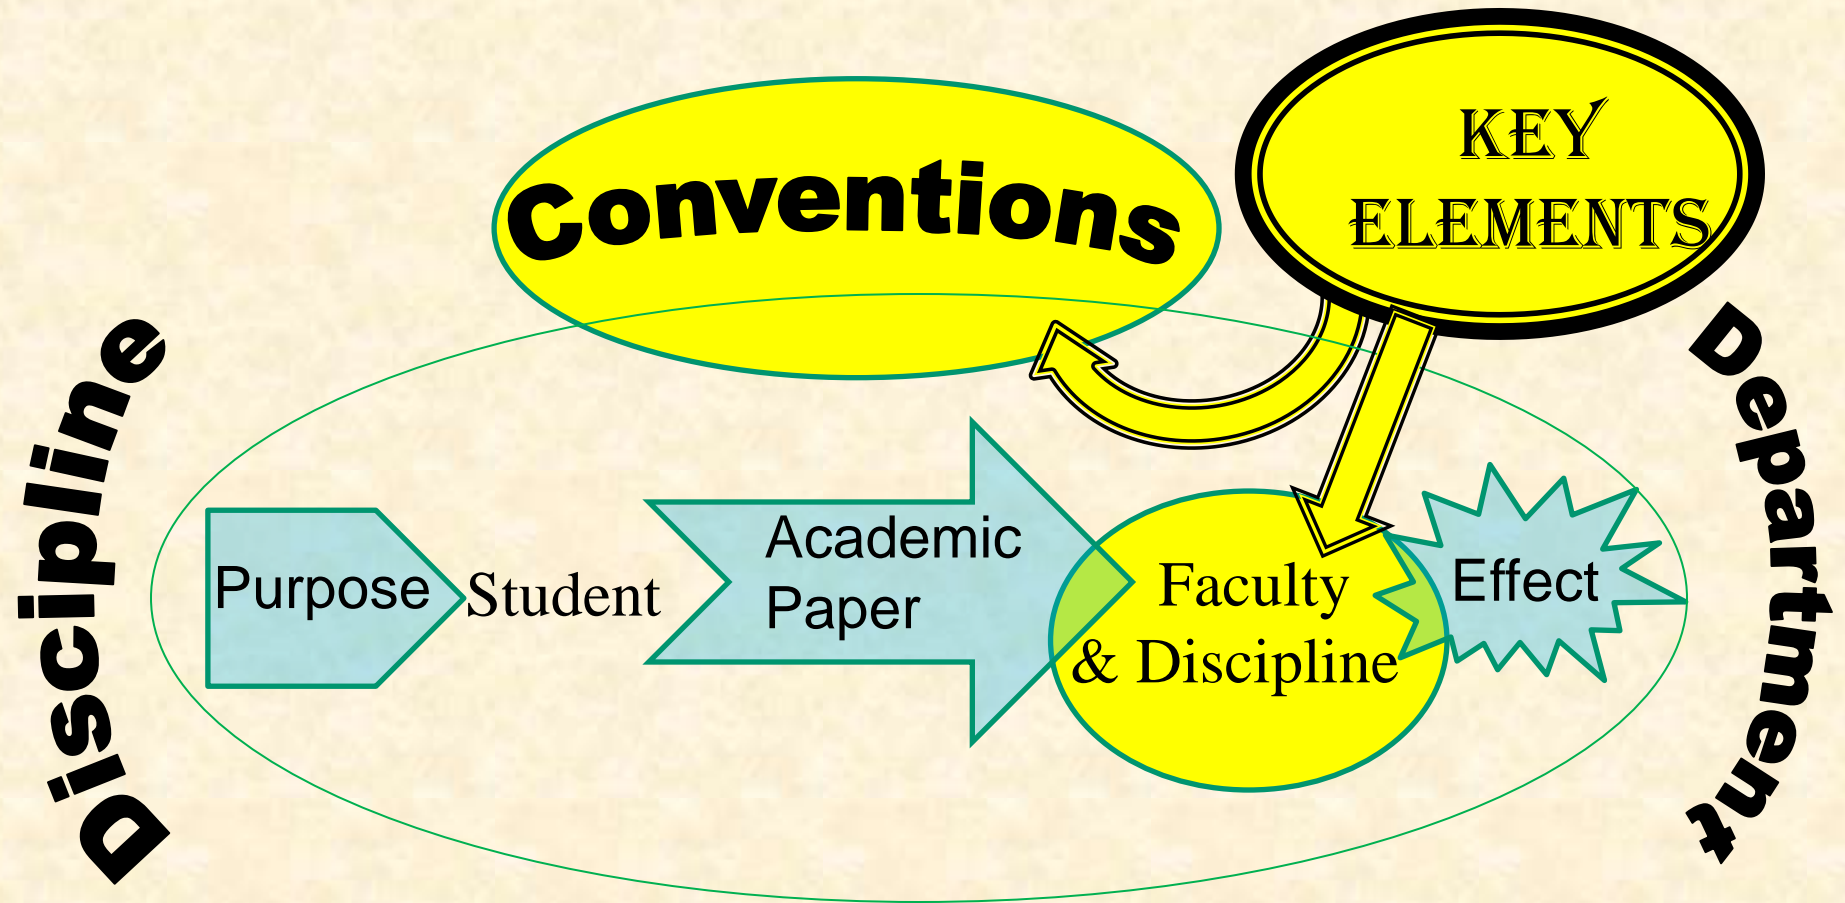 KEY
ELEMENTS
Conventions
Discipline
Department
Purpose
Student
Academic
Paper
Faculty
& Discipline
Effect